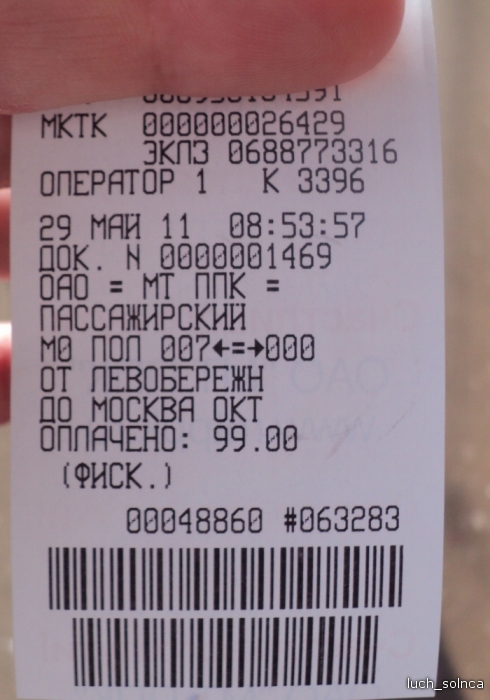 МКТК 000000026429
ЭКЛЗ 0688773316
ОПЕРАТОР 1 К 3396
29 МАЙ 11 08:53:57
ДОК. N 0000001469
ОАО = МТ ППК =
ПАССАЖИРСКИЙ
М0 ПОЛ 007←=→000
ОТ ЛЕВОБЕРЕЖН
ДО МОСКВА ОКТ
ОПЛАЧЕНО: 99.00
(ФИСК.)
00048860 #063283
luch_solnca